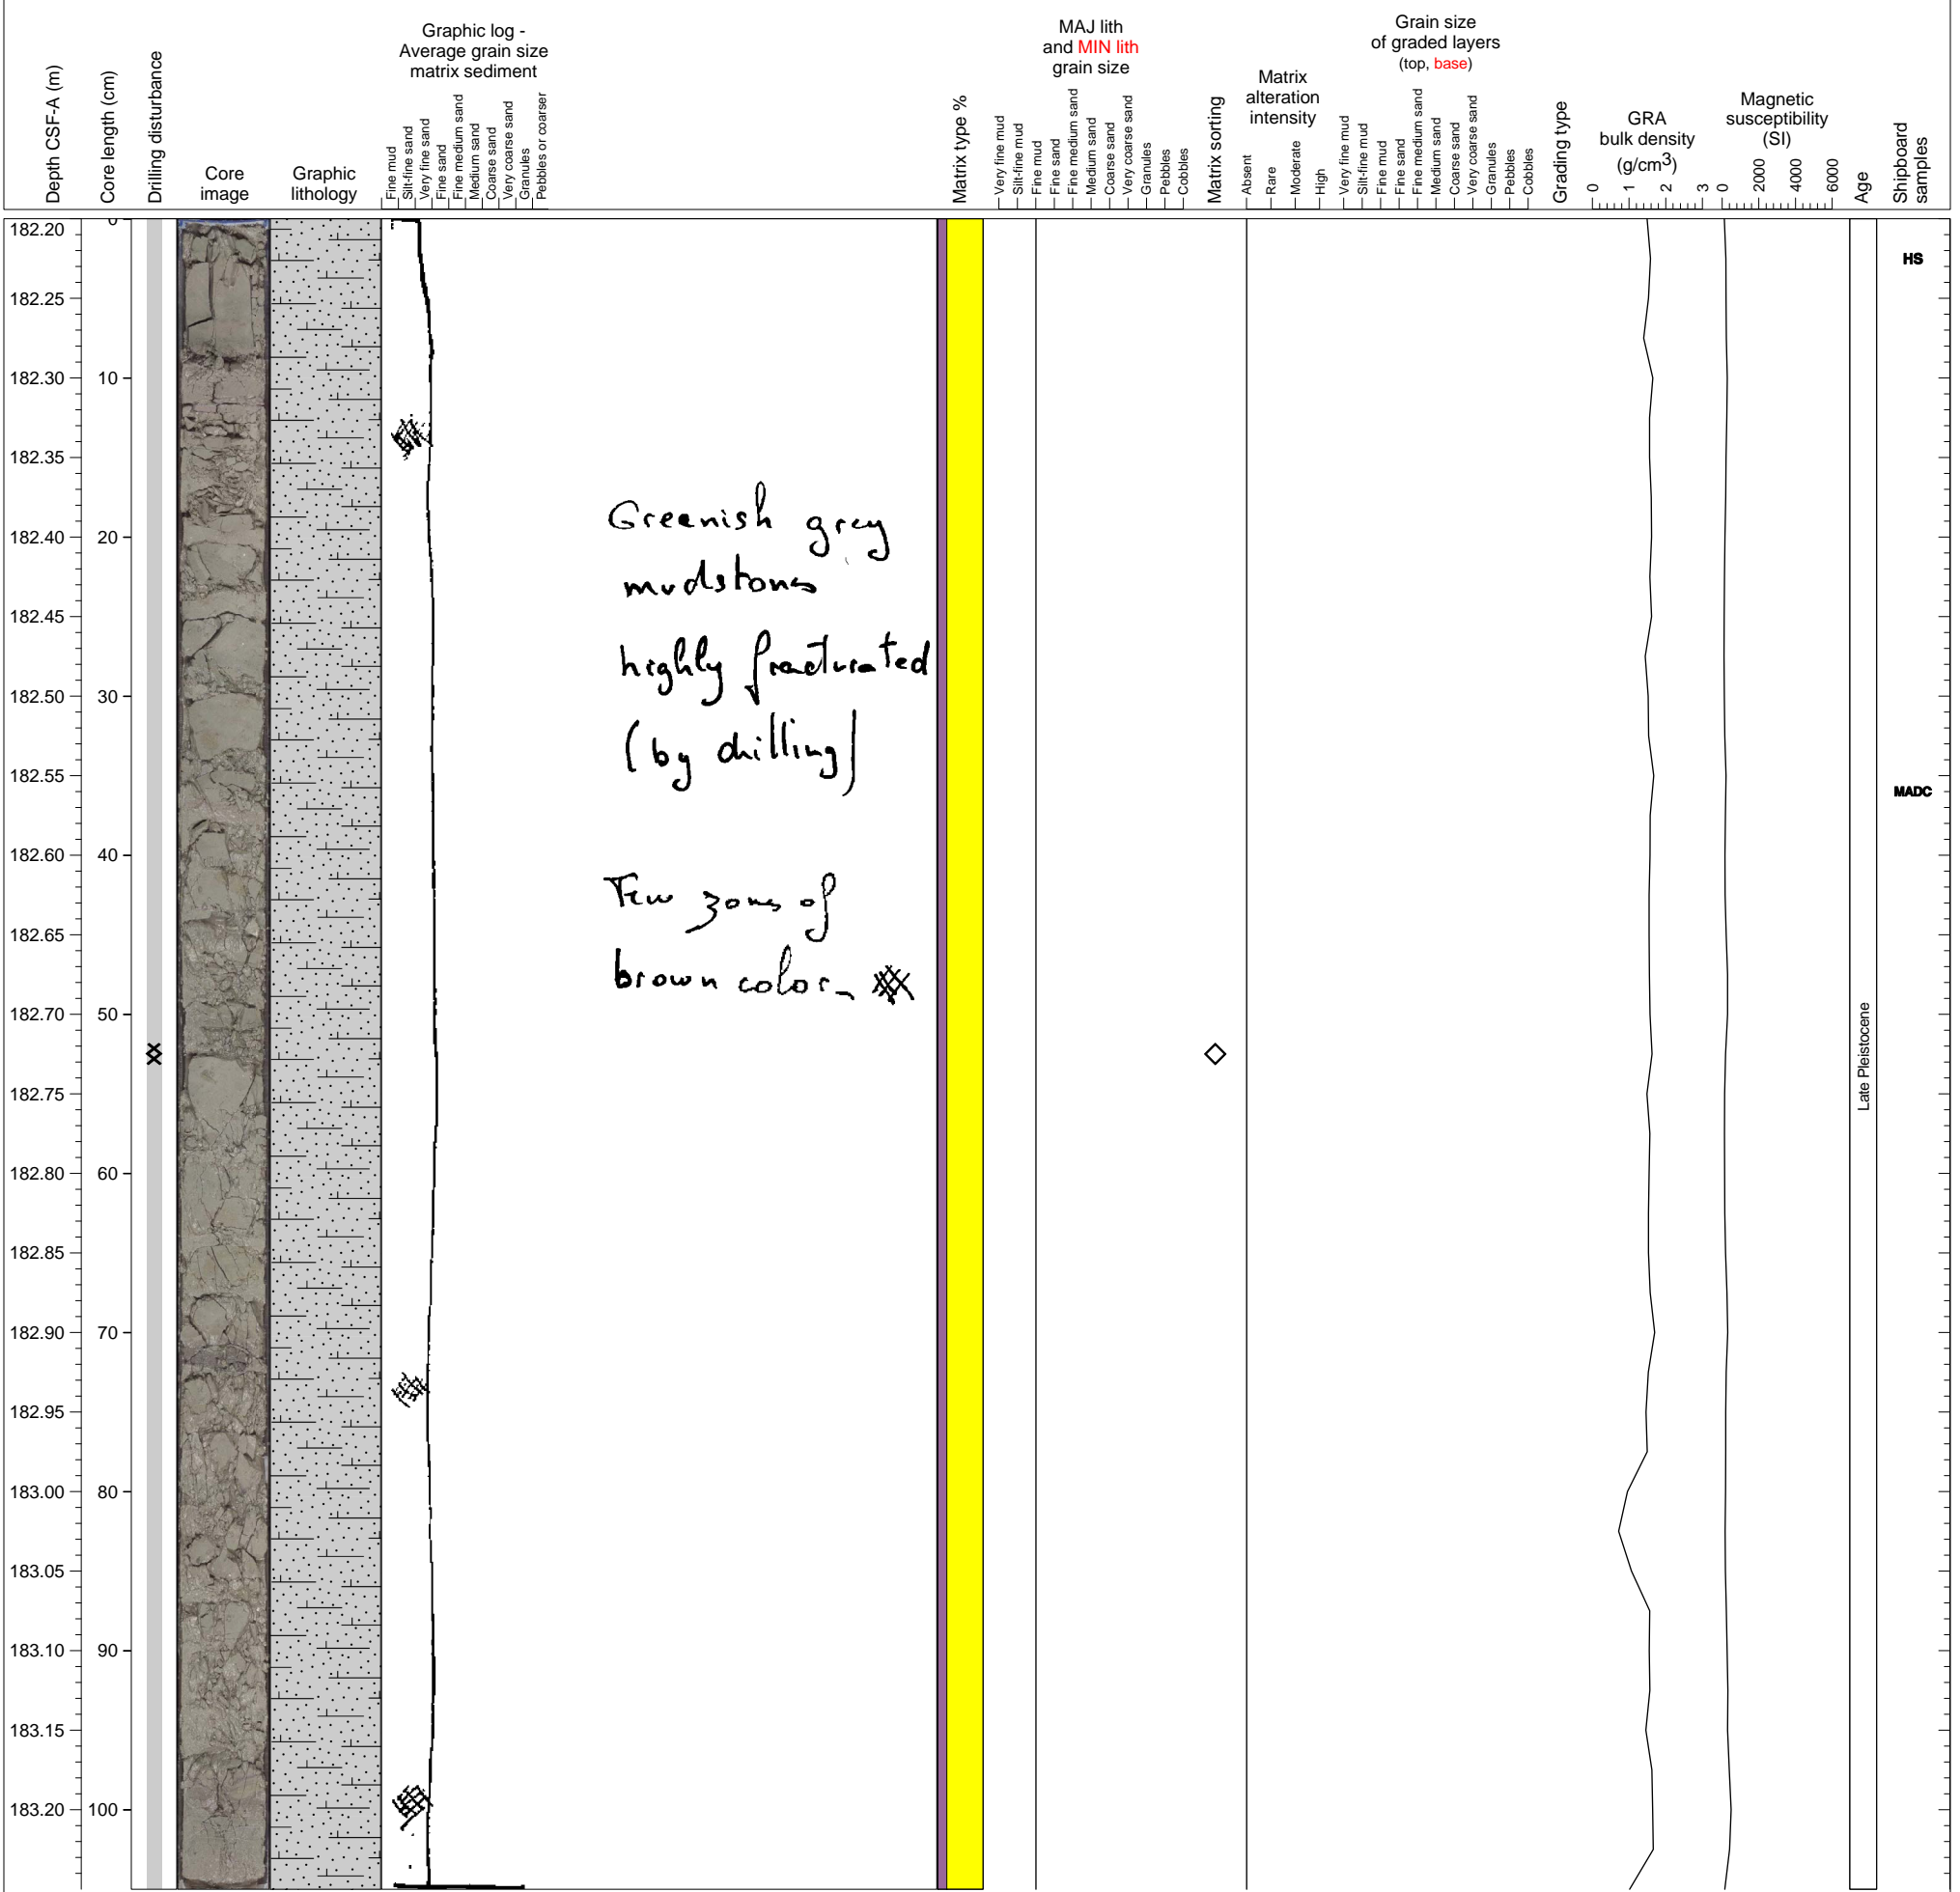 Depth CSF-A (m)
Core length (cm)
Drilling disturbance
Core
image
Graphic
lithology
Graphic log -
Average grain size
matrix sediment
Fine mud
Silt-fine sand
Very fine sand
Fine sand
Fine medium sand
Medium sand
Coarse sand
Very coarse sand
Granules
Pebbles or coarser
Matrix type %
MAJ lith
and MIN lith
grain size
Very fine mud
Silt-fine mud
Fine mud
Fine sand
Fine medium sand
Medium sand
Coarse sand
Very coarse sand
Granules
Pebbles
Cobbles
Matrix sorting
Matrix
alteration
intensity
Absent
Rare
Moderate
High
Grain size
of graded layers
(top, base)
Very fine mud
Silt-fine mud
Fine mud
Fine sand
Fine medium sand
Medium sand
Coarse sand
Very coarse sand
Granules
Pebbles
Cobbles
Grading type
GRA
bulk density
(g/cm3)
0 1 2 3
Magnetic
susceptibility
(SI)
0 2000 4000 6000
Age
Shipboard
samples
0
182.20
HS
182.25
182.30 10
182.35
Greenish grey
182.40 20
mudstones
182.45
highly fracturated
182.50 30
(by drilling)
182.55
MADC
182.60 40
Few zones of
182.65
brown color
182.70 50
Late Pleistocene
182.75
182.80 60
182.85
182.90 70
182.95
183.00 80
183.05
183.10 90
183.15
183.20 100